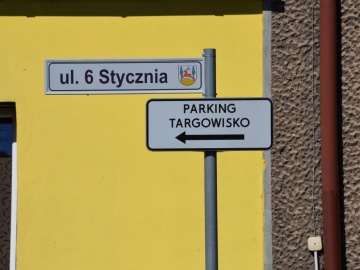 ul. 6 Stycznia
PARKING
TARGOWISKO